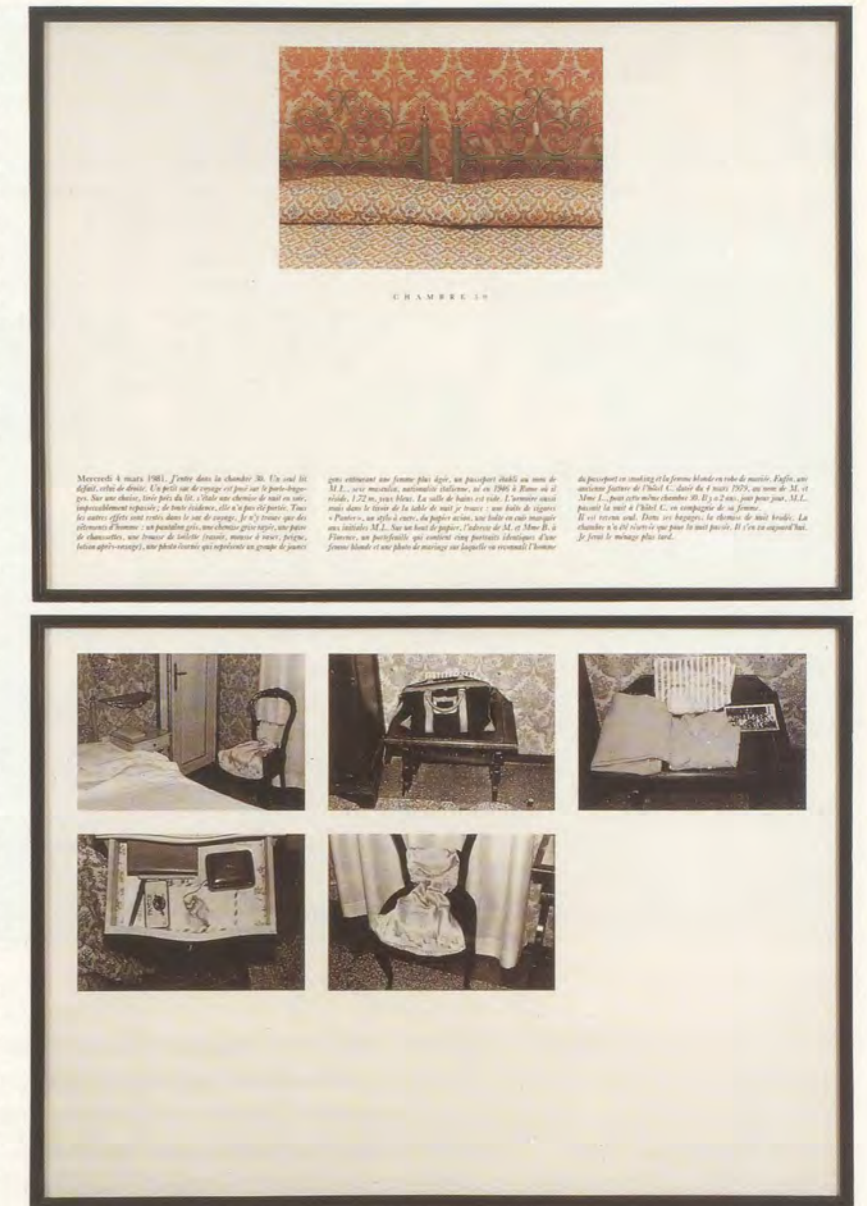 CHAMBRE 30
Mercredi 4 mars 1981. J'entre dans la chambre 30. Un seul lit
défait, celui de droite. Un petit sac de voyage est posé sur le porte-baga-
ges. Sur une chaise, tirée près du lit, s'étale une chemise de nuit en soie,
impeccablement repassée; de toute évidence, elle n'a pas été portée. Tous
les autres effets sont restés dans le sac de voyage. Je n'y trouve que des
vêtements d'homme : un pantalon gris, une chemise grise rayée, une paire
de chaussettes, une trousse de toilette (rasoir, mousse à raser, peigne,
lotion après-rasage), une photo écornée qui représente un groupe de jeunes
gens entourant une femme plus âgée, un passeport établi au nom de
M.L., sexe masculin, nationalité italienne, né en 1946 à Rome où il
réside, 1,72 m, yeux bleus. La salle de bains est vide. L'armoire aussi
mais dans le tiroir de la table de nuit je trouve : une boîte de cigares
« Panter », un stylo à encre, du papier avion, une boîte en cuir marquée
aux initiales M.L. Sur un bout de papier, l'adresse de M. et Mme B. à
Florence, un portefeuille qui contient cinq portraits identiques d'une
femme blonde et une photo de mariage sur laquelle on reconnaît l'homme
du passeport en smoking et la femme blonde en robe de mariée. Enfin, une
ancienne facture de l'hôtel C. datée du 4 mars 1979, au nom de M. et
Mme L., pour cette même chambre 30. Il y a 2 ans, jour pour jour, M.L.
passait la nuit à l'hôtel C. en compagnie de sa femme.
Il est revenu seul. Dans ses bagages, la chemise de nuit brodée. La
chambre n'a été réservée que pour la nuit passée. Il s'en va aujourd'hui.
Je ferai le ménage plus tard.